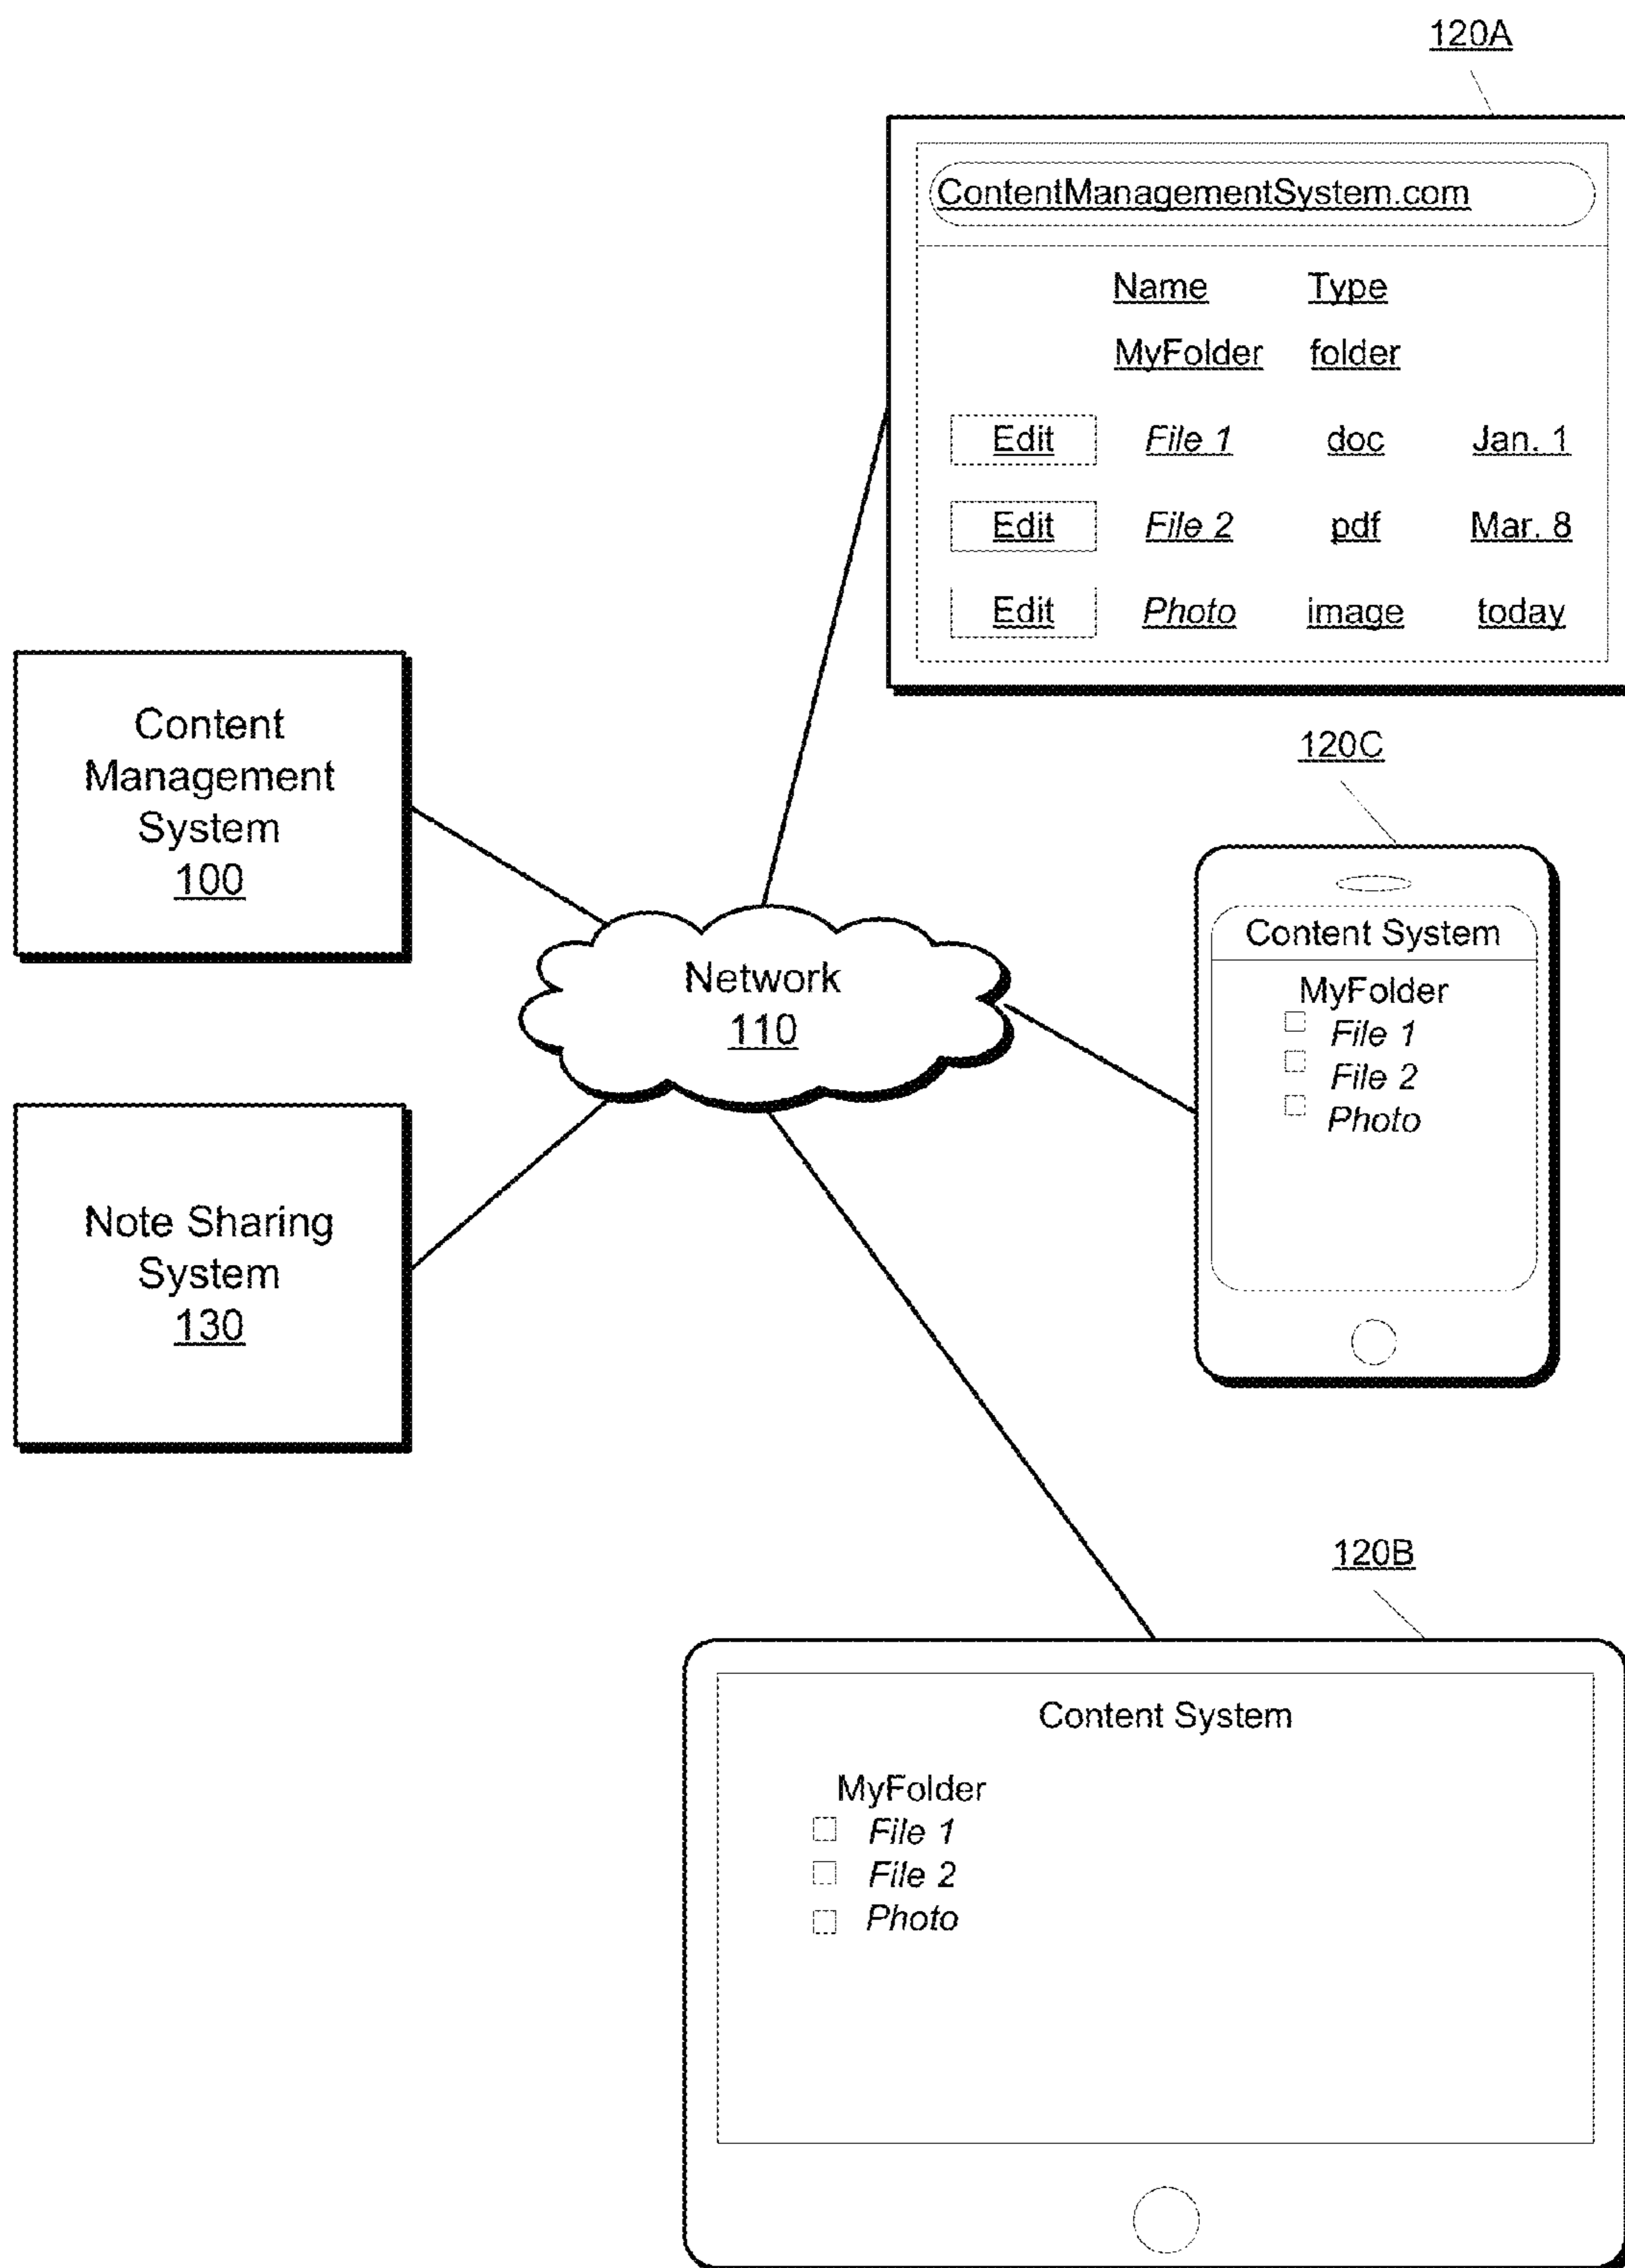 120A
ContentManagementSystem.com
Name Type
MyFolder folder
Edit File 1 doc Jan. 1
Edit File 2 pdf Mar. 8
Edit Photo image today
Content
Management
System
100
120C
Content System
MyFolder
File 1
File 2
Photo
Network
110
Note Sharing
System
130
120B
Content System
MyFolder
File 1
File 2
Photo